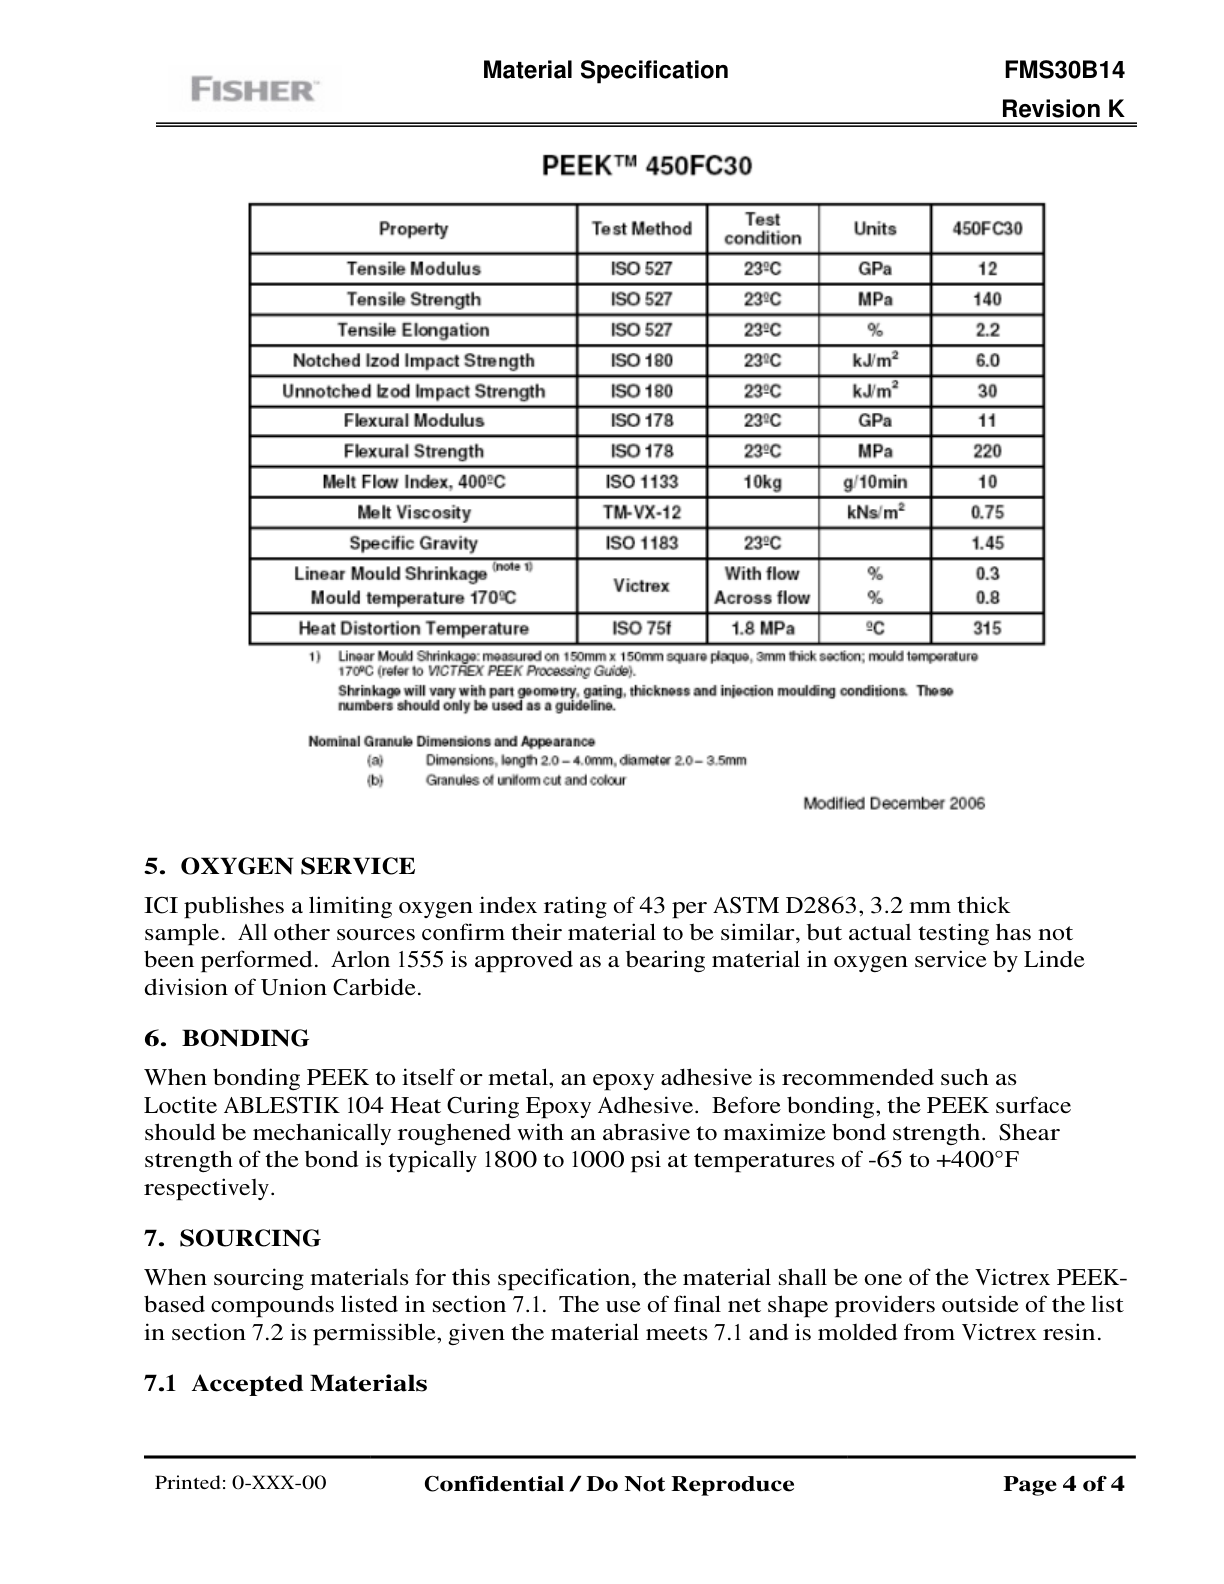 FISHER™
Material Specification
FMS30B14
Revision K
PEEK™ 450FC30
Property Test Method Test condition Units 450FC30
Tensile Modulus ISO 527 23ºC GPa 12
Tensile Strength ISO 527 23ºC MPa 140
Tensile Elongation ISO 527 23ºC % 2.2
Notched Izod Impact Strength ISO 180 23ºC kJ/m² 6.0
Unnotched Izod Impact Strength ISO 180 23ºC kJ/m² 30
Flexural Modulus ISO 178 23ºC GPa 11
Flexural Strength ISO 178 23ºC MPa 220
Melt Flow Index, 400ºC ISO 1133 10kg g/10min 10
Melt Viscosity TM-VX-12 kNs/m² 0.75
Specific Gravity ISO 1183 23ºC 1.45
Linear Mould Shrinkage (note 1) Victrex With flow % 0.3
Mould temperature 170ºC Across flow % 0.8
Heat Distortion Temperature ISO 75f 1.8 MPa ºC 315
1) Linear Mould Shrinkage: measured on 150mm x 150mm square plaque, 3mm thick section; mould temperature
170ºC (refer to VICTREX PEEK Processing Guide).
Shrinkage will vary with part geometry, gating, thickness and injection moulding conditions. These
numbers should only be used as a guideline.
Nominal Granule Dimensions and Appearance
(a) Dimensions, length 2.0 – 4.0mm, diameter 2.0 – 3.5mm
(b) Granules of uniform cut and colour
Modified December 2006
5. OXYGEN SERVICE
ICI publishes a limiting oxygen index rating of 43 per ASTM D2863, 3.2 mm thick
sample. All other sources confirm their material to be similar, but actual testing has not
been performed. Arlon 1555 is approved as a bearing material in oxygen service by Linde
division of Union Carbide.
6. BONDING
When bonding PEEK to itself or metal, an epoxy adhesive is recommended such as
Loctite ABLESTIK 104 Heat Curing Epoxy Adhesive. Before bonding, the PEEK surface
should be mechanically roughened with an abrasive to maximize bond strength. Shear
strength of the bond is typically 1800 to 1000 psi at temperatures of -65 to +400°F
respectively.
7. SOURCING
When sourcing materials for this specification, the material shall be one of the Victrex PEEK-
based compounds listed in section 7.1. The use of final net shape providers outside of the list
in section 7.2 is permissible, given the material meets 7.1 and is molded from Victrex resin.
7.1 Accepted Materials
Printed: 0-XXX-00
Confidential / Do Not Reproduce
Page 4 of 4